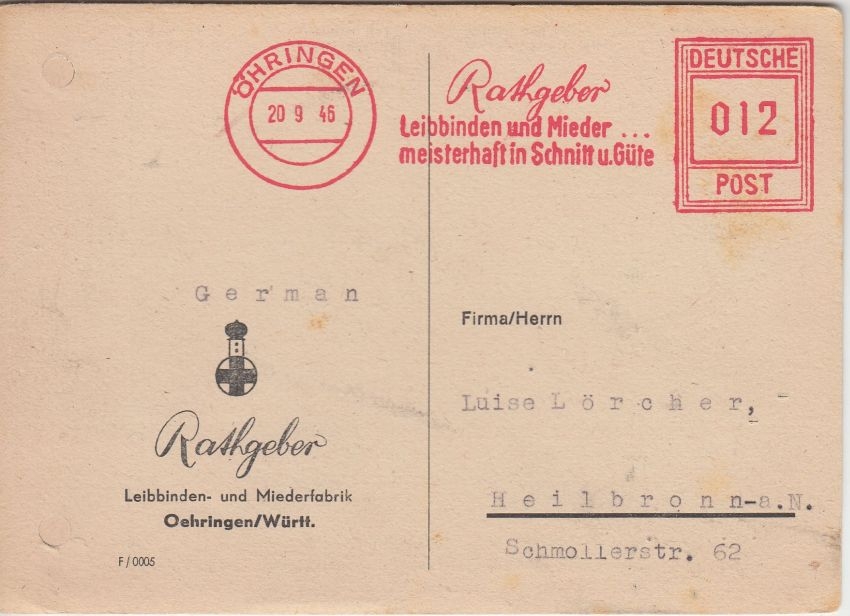 ÖHRINGEN
20 9 46
Rathgeber
Leibbinden und Mieder ...
meisterhaft in Schnitt u. Güte
DEUTSCHE
012
POST
German
Rathgeber
Leibbinden- und Miederfabrik
Oehringen/Württ.
F/0005
Firma/Herrn
Luise Lörcher,
Heilbronn-a.N.
Schmollerstr. 62